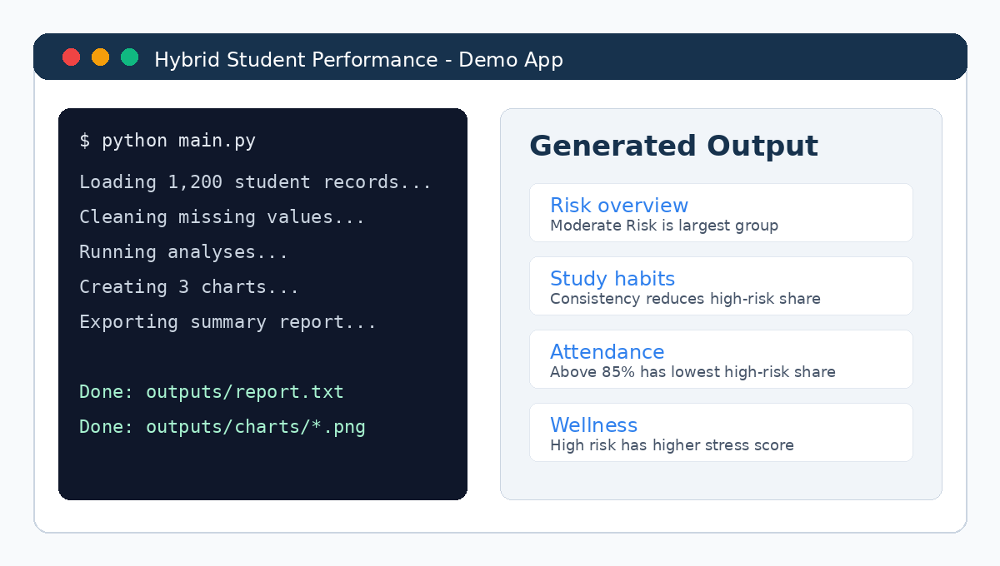 Hybrid Student Performance - Demo App
$ python main.py
Loading 1,200 student records...
Cleaning missing values...
Running analyses...
Creating 3 charts...
Exporting summary report...
Done: outputs/report.txt
Done: outputs/charts/*.png
Generated Output
Risk overview
Moderate Risk is largest group
Study habits
Consistency reduces high-risk share
Attendance
Above 85% has lowest high-risk share
Wellness
High risk has higher stress score